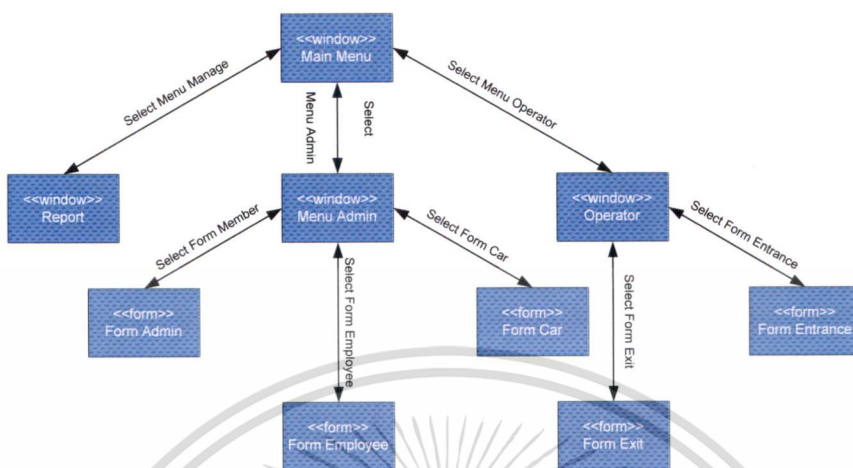 <<window>>
Main Menu
Select Menu Manage
Select
Menu Admin
Select Menu Operator
<<window>>
Report
<<window>>
Menu Admin
<<window>>
Operator
Select Form Member
Select Form Employee
Select Form Car
Select Form Exit
Select Form Entrance
<<form>>
Form Admin
<<form>>
Form Car
<<form>>
Form Entrance
<<form>>
Form Employee
<<form>>
Form Exit